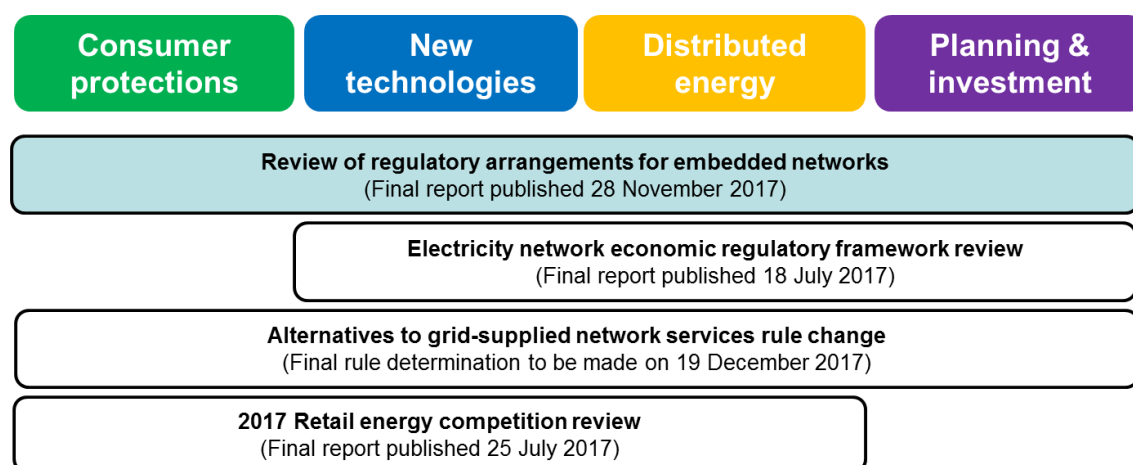 Consumer
protections
New
technologies
Distributed
energy
Planning &
investment
Review of regulatory arrangements for embedded networks
(Final report published 28 November 2017)
Electricity network economic regulatory framework review
(Final report published 18 July 2017)
Alternatives to grid-supplied network services rule change
(Final rule determination to be made on 19 December 2017)
2017 Retail energy competition review
(Final report published 25 July 2017)